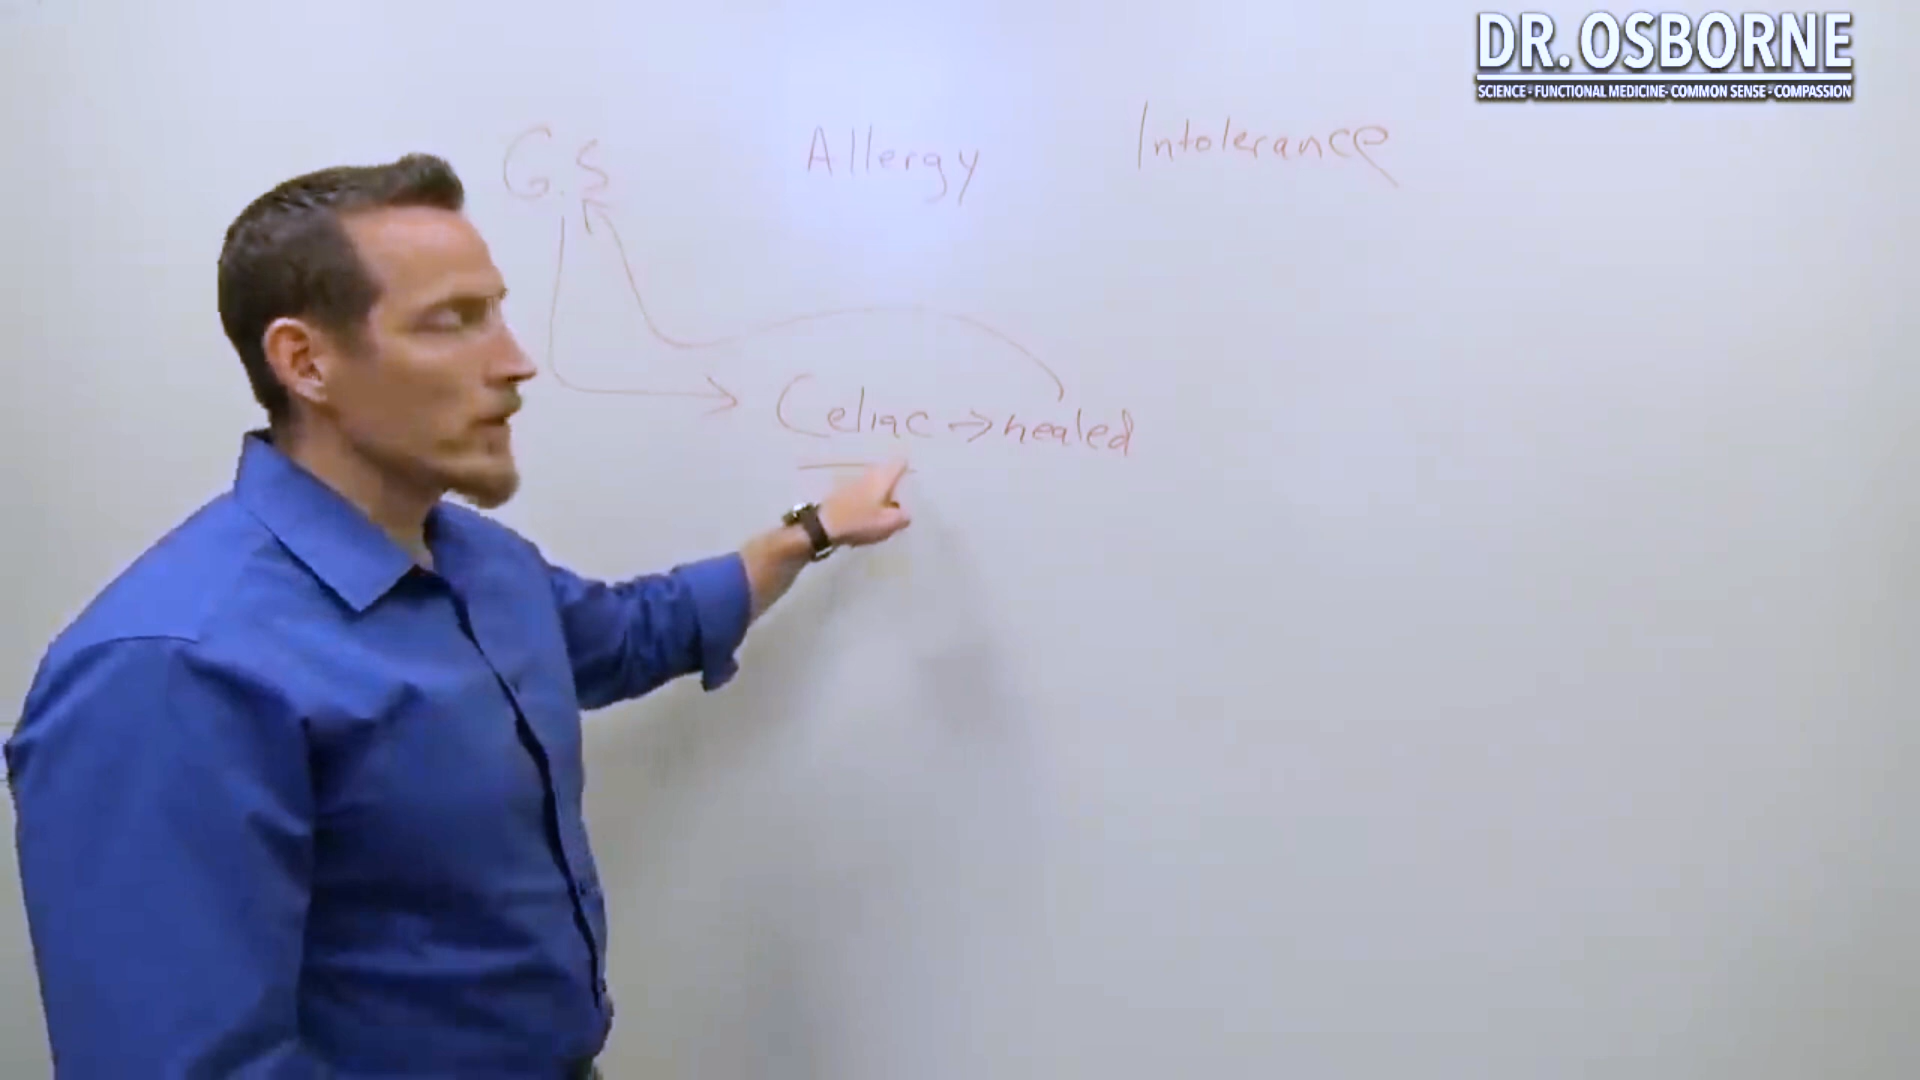 DR. OSBORNE
SCIENCE - FUNCTIONAL MEDICINE - COMMON SENSE - COMPASSION
G.S Allergy Intolerance
Celiac → healed